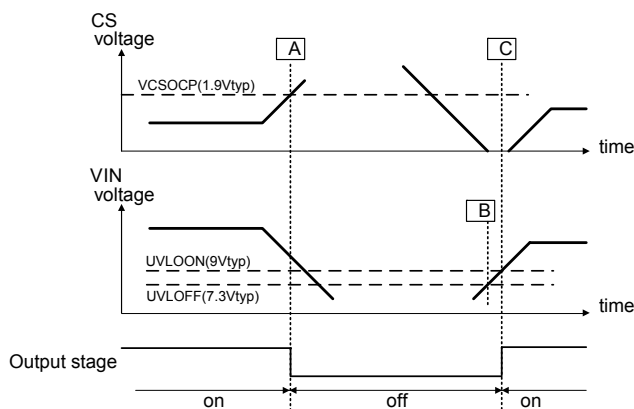 CS
voltage
A
C
VCSOCP(1.9Vtyp)
time
VIN
voltage
B
UVLOON(9Vtyp)
UVLOFF(7.3Vtyp)
time
Output stage
on
off
on